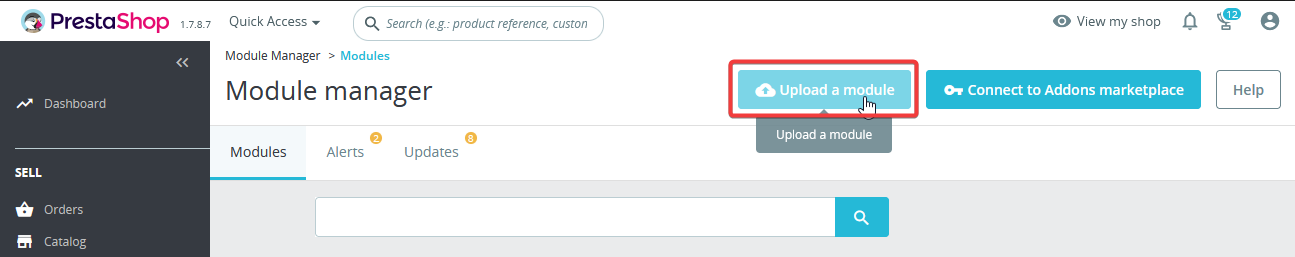 PrestaShop 1.7.8.7 Quick Access Search (e.g.: product reference, custon View my shop 12
Module Manager > Modules
Module manager
Upload a module Connect to Addons marketplace Help
Upload a module
Dashboard
Modules Alerts 2 Updates 8
SELL
Orders
Catalog